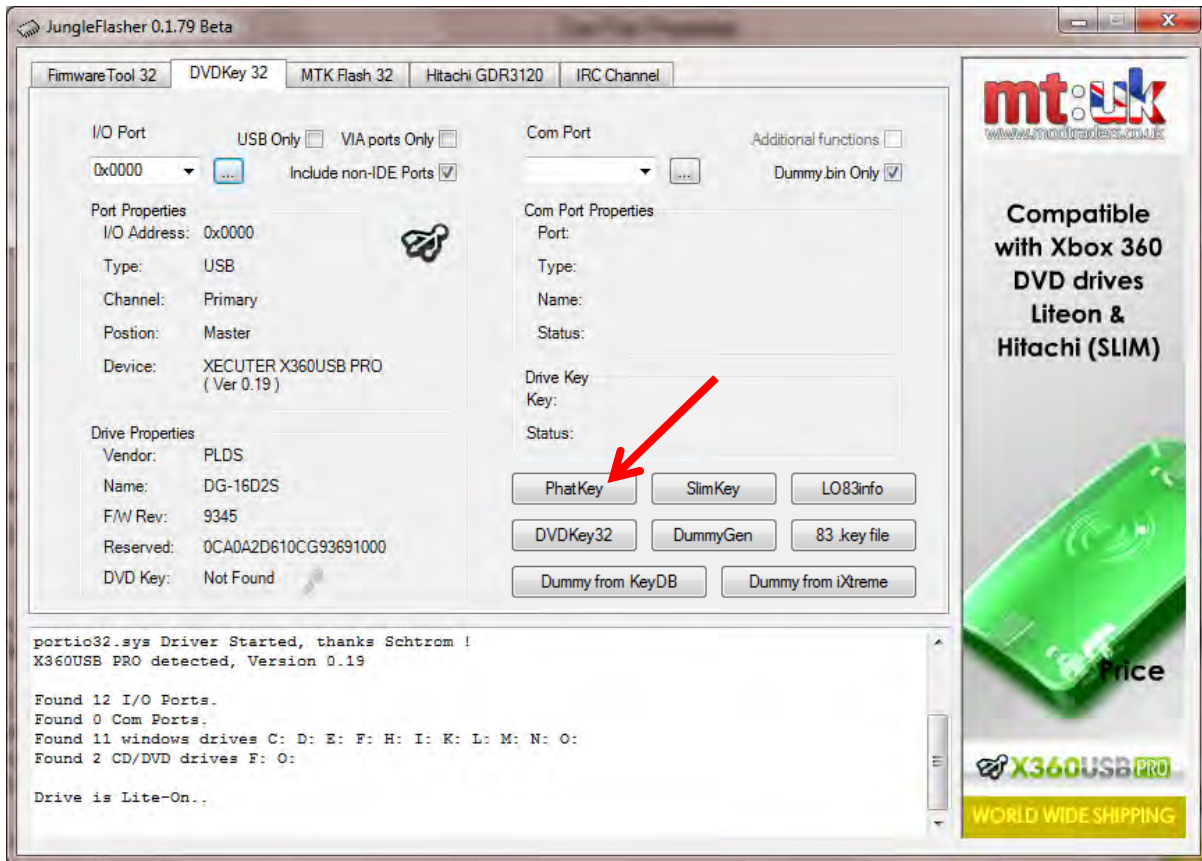 JungleFlasher 0.1.79 Beta
FirmwareTool 32 DVDKey 32 MTK Flash 32 Hitachi GDR3120 IRC Channel
I/O Port USB Only VIA ports Only
0x0000 ... Include non-IDE Ports
Port Properties
I/O Address: 0x0000
Type: USB
Channel: Primary
Postion: Master
Device: XECUTER X360USB PRO
( Ver 0.19 )
Drive Properties
Vendor: PLDS
Name: DG-16D2S
F/W Rev: 9345
Reserved: 0CA0A2D610CG93691000
DVD Key: Not Found
Com Port Additional functions
... Dummy.bin Only
Com Port Properties
Port:
Type:
Name:
Status:
Drive Key
Key:
Status:
PhatKey SlimKey LO83info
DVDKey32 DummyGen 83 .key file
Dummy from KeyDB Dummy from iXtreme
portio32.sys Driver Started, thanks Schtrom !
X360USB PRO detected, Version 0.19
Found 12 I/O Ports.
Found 0 Com Ports.
Found 11 windows drives C: D: E: F: H: I: K: L: M: N: O:
Found 2 CD/DVD drives F: O:
Drive is Lite-On..
mt:uk
www.modtraders.co.uk
Compatible
with Xbox 360
DVD drives
Liteon &
Hitachi (SLIM)
Price
X360USB PRO
WORLD WIDE SHIPPING